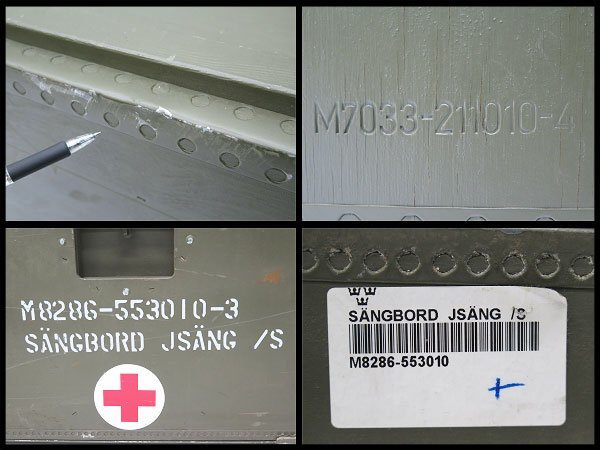 M7033-211010-4
M8286-553010-3
SÄNGBORD JSÄNG /S
SÄNGBORD JSÄNG /S
M8286-553010